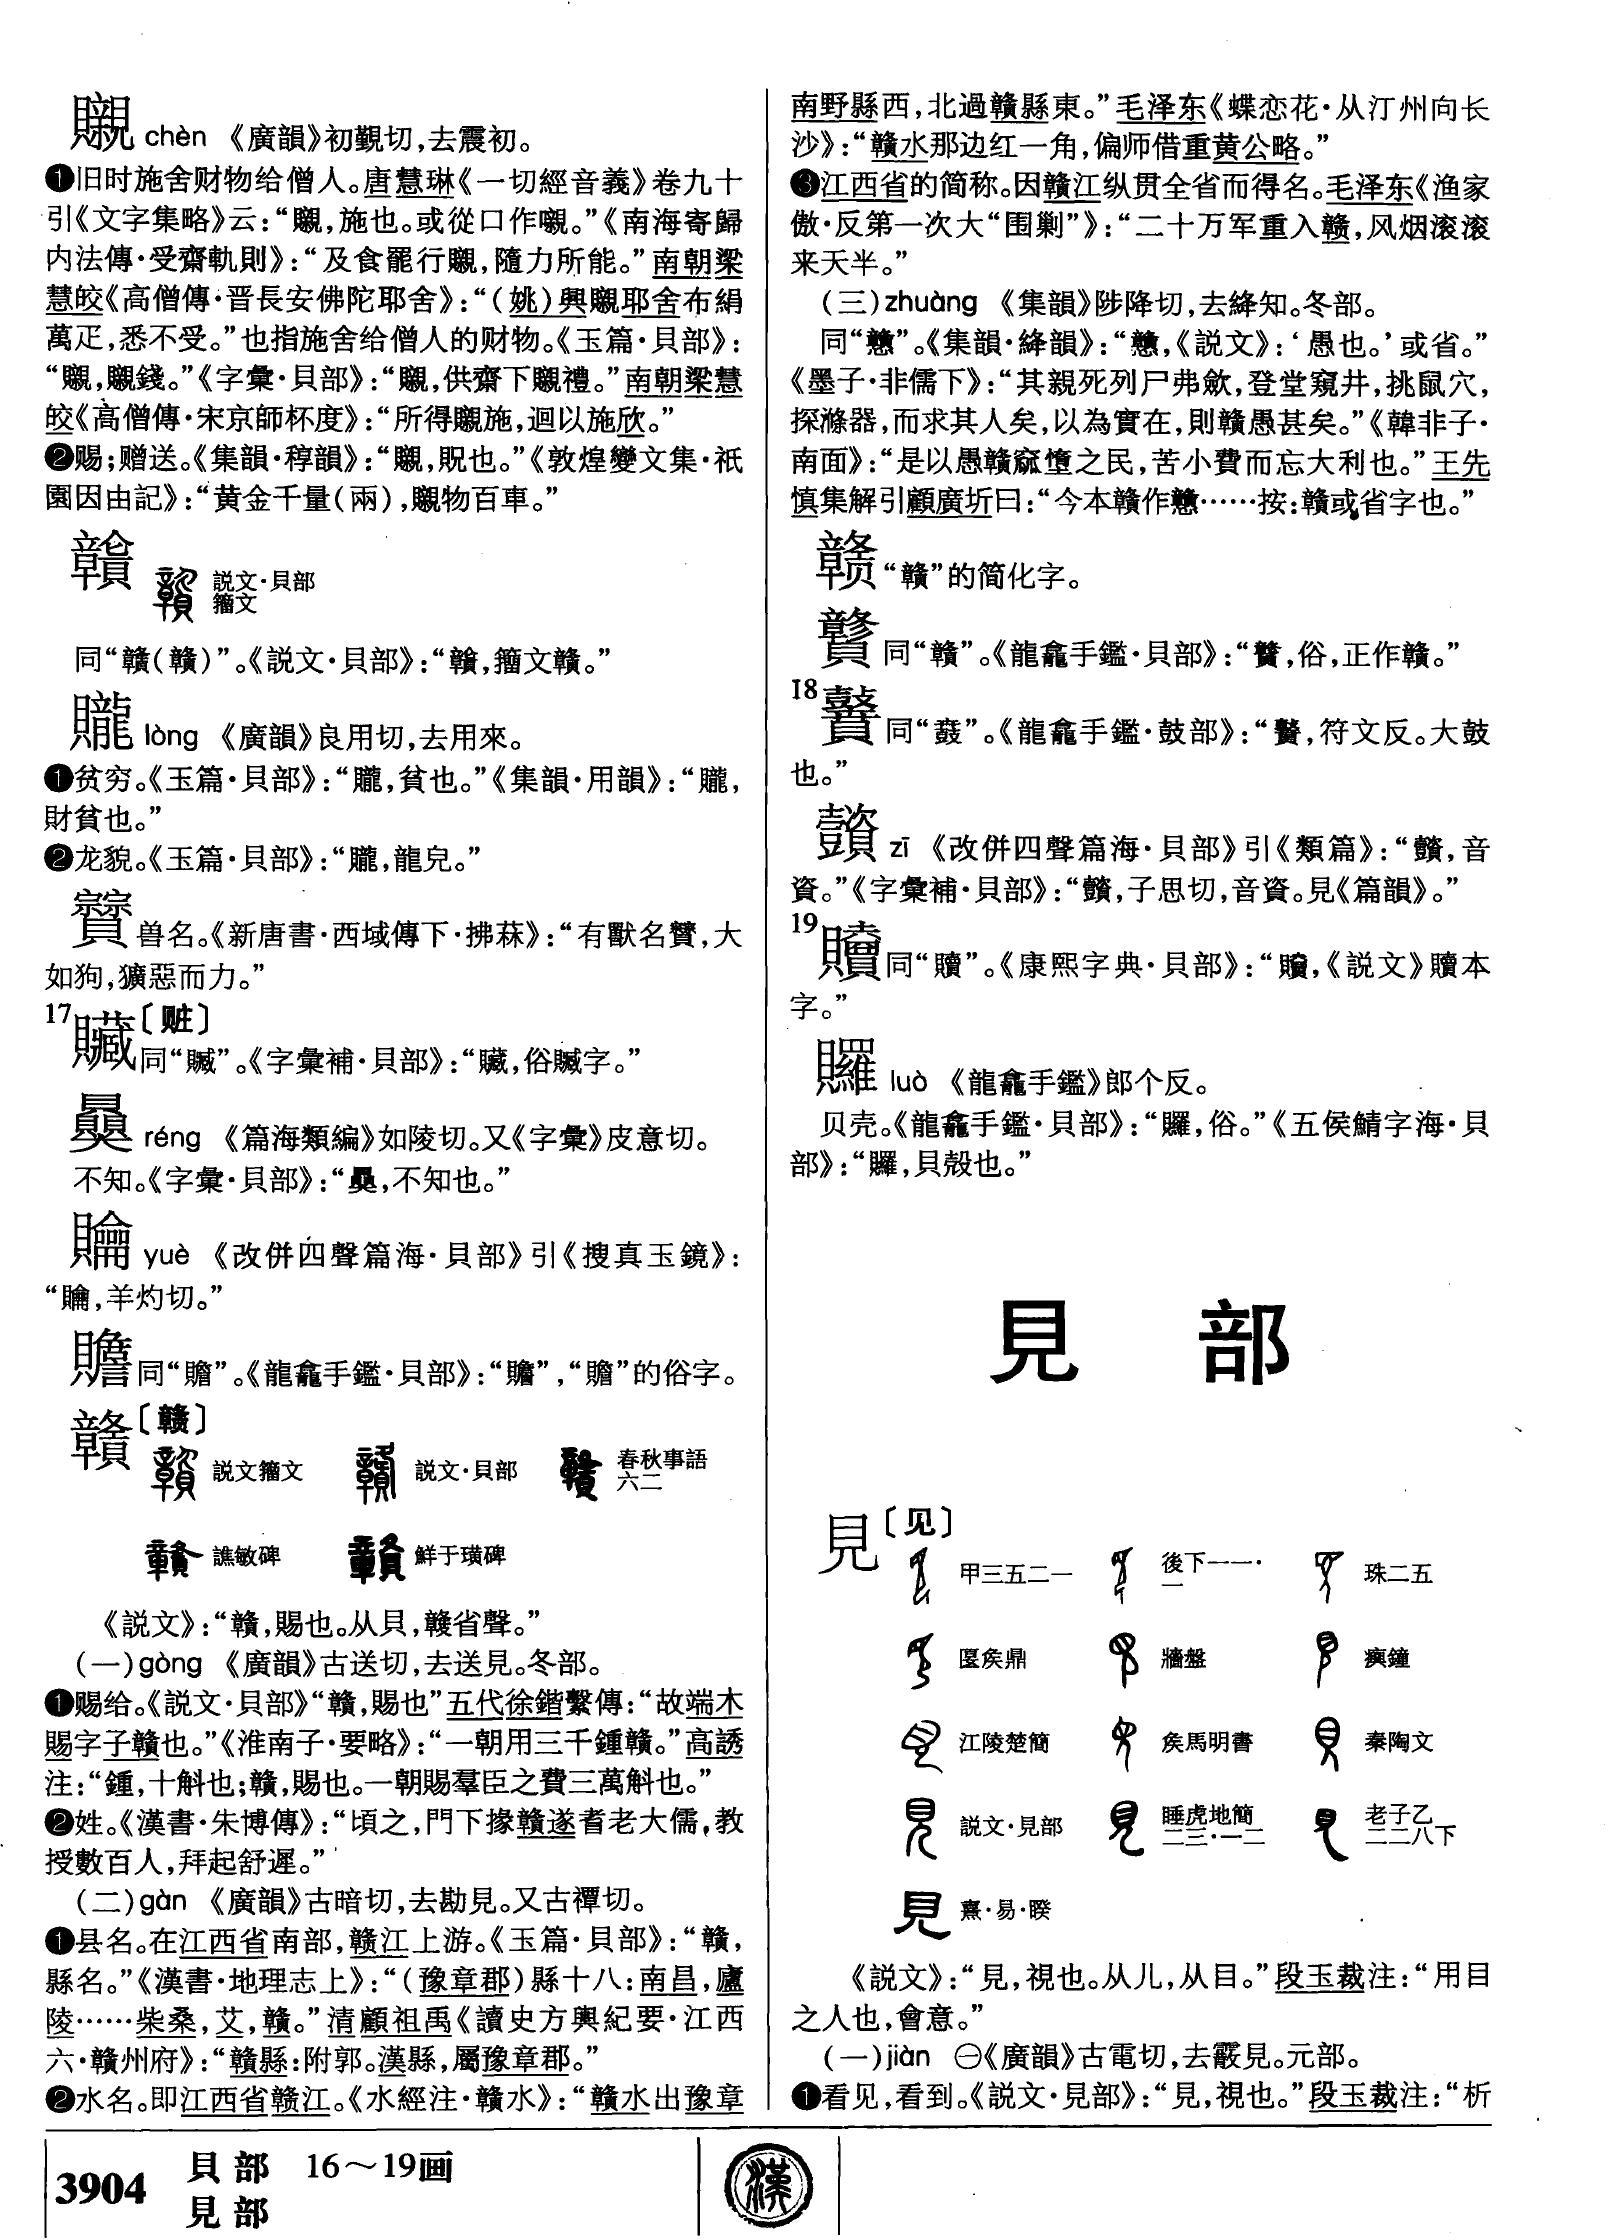 䞋 chèn 《廣韻》初覲切，去震初。
❶旧时施舍财物给僧人。唐慧琳《一切經音義》卷九十
引《文字集略》云：“䞋，施也。或從口作嚫。”《南海寄歸
内法傳·受齋軌則》：“及食罷行䞋，隨力所能。”南朝梁
慧皎《高僧傳·晋長安佛陀耶舍》：“（姚）興䞋耶舍布絹
萬疋，悉不受。”也指施舍给僧人的财物。《玉篇·貝部》：
“䞋，䞋錢。”《字彙·貝部》：“䞋，供齋下䞋禮。”南朝梁慧
皎《高僧傳·宋京師杯度》：“所得䞋施，迴以施欣。”
❷赐；赠送。《集韻·稕韻》：“䞋，貺也。”《敦煌變文集·祇
園因由記》：“黄金千量（兩），䞋物百車。”
説文·貝部
籀文
同“贛（赣）”。《説文·貝部》：“，籀文贛。”
贚 lòng 《廣韻》良用切，去用來。
❶贫穷。《玉篇·貝部》：“贚，貧也。”《集韻·用韻》：“贚，
財貧也。”
❷龙貌。《玉篇·貝部》：“贚，龍皃。”
兽名。《新唐書·西域傳下·拂菻》：“有獸名，大
如狗，獷惡而力。”
17
贜〔赃〕
同“贓”。《字彙補·貝部》：“贜，俗贓字。”
réng 《篇海類編》如陵切。又《字彙》皮意切。
不知。《字彙·貝部》：“，不知也。”
yuè 《改併四聲篇海·貝部》引《搜真玉鏡》：
“，羊灼切。”
同“贍”。《龍龕手鑑·貝部》：“”，“贍”的俗字。
贛〔赣〕
説文籀文 説文·貝部 春秋事語
六二
譙敏碑 鮮于璜碑
《説文》：“贛，賜也。从貝，竷省聲。”
（一）gòng 《廣韻》古送切，去送見。冬部。
❶赐给。《説文·貝部》“贛，賜也”五代徐鍇繫傳：“故端木
賜字子贛也。”《淮南子·要略》：“一朝用三千鍾贛。”高誘
注：“鍾，十斛也；贛，賜也。一朝賜羣臣之費三萬斛也。”
❷姓。《漢書·朱博傳》：“頃之，門下掾贛遂耆老大儒，教
授數百人，拜起舒遲。”
（二）gàn 《廣韻》古暗切，去勘見。又古禫切。
❶县名。在江西省南部，赣江上游。《玉篇·貝部》：“贛，
縣名。”《漢書·地理志上》：“（豫章郡）縣十八：南昌，廬
陵……柴桑，艾，贛。”清顧祖禹《讀史方輿紀要·江西
六·贛州府》：“贛縣：附郭。漢縣，屬豫章郡。”
❷水名。即江西省赣江。《水經注·贛水》：“贛水出豫章
南野縣西，北過贛縣東。”毛泽东《蝶恋花·从汀州向长
沙》：“赣水那边红一角，偏师借重黄公略。”
❸江西省的简称。因赣江纵贯全省而得名。毛泽东《渔家
傲·反第一次大“围剿”》：“二十万军重入赣，风烟滚滚
来天半。”
（三）zhuàng 《集韻》陟降切，去絳知。冬部。
同“戇”。《集韻·絳韻》：“戇，《説文》：‘愚也。’或省。”
《墨子·非儒下》：“其親死列尸弗斂，登堂窺井，挑鼠穴，
探滌器，而求其人矣，以為實在，則贛愚甚矣。”《韓非子·
南面》：“是以愚贛窳惰之民，苦小費而忘大利也。”王先
慎集解引顧廣圻曰：“今本贛作戇……按：贛或省字也。”
赣 “贛”的简化字。
同“贛”。《龍龕手鑑·貝部》：“，俗，正作贛。”
18
同“鼖”。《龍龕手鑑·鼓部》：“，符文反。大鼓
也。”
zī 《改併四聲篇海·貝部》引《類篇》：“，音
資。”《字彙補·貝部》：“，子思切，音資。見《篇韻》。”
19
同“贖”。《康熙字典·貝部》：“，《説文》贖本
字。”
luò 《龍龕手鑑》郎个反。
贝壳。《龍龕手鑑·貝部》：“，俗。”《五侯鯖字海·貝
部》：“，貝殻也。”
見 部
見〔见〕
甲三五二一 後下一一·
一 珠二五
匽矦鼎 牆盤 㾓鐘
江陵楚簡 矦馬明書 秦陶文
説文·見部 睡虎地簡
二三·一二 老子乙
二二八下
熹·易·睽
《説文》：“見，視也。从儿，从目。”段玉裁注：“用目
之人也，會意。”
（一）jiàn ㊀《廣韻》古電切，去霰見。元部。
❶看见，看到。《説文·見部》：“見，視也。”段玉裁注：“析
3904 貝部 16～19画
見部
漢